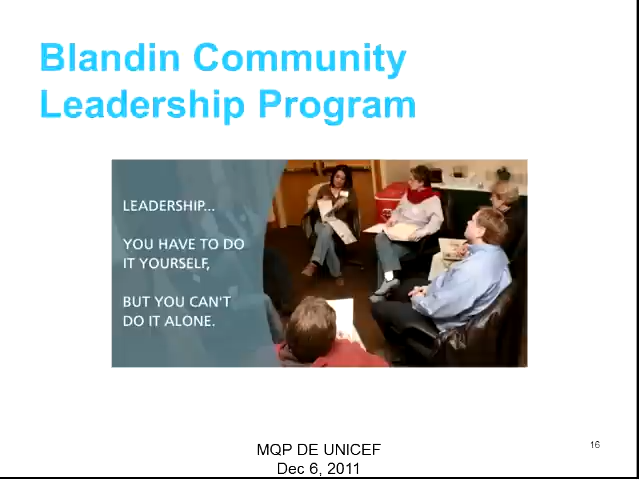 Blandin Community
Leadership Program
LEADERSHIP...
YOU HAVE TO DO
IT YOURSELF,
BUT YOU CAN'T
DO IT ALONE.
MQP DE UNICEF
Dec 6, 2011
16